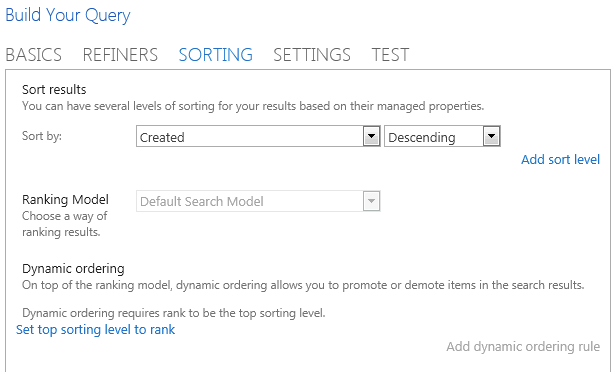 Build Your Query
BASICS REFINERS SORTING SETTINGS TEST
Sort results
You can have several levels of sorting for your results based on their managed properties.
Sort by: Created Descending
Add sort level
Ranking Model Default Search Model
Choose a way of
ranking results.
Dynamic ordering
On top of the ranking model, dynamic ordering allows you to promote or demote items in the search results.
Dynamic ordering requires rank to be the top sorting level.
Set top sorting level to rank
Add dynamic ordering rule